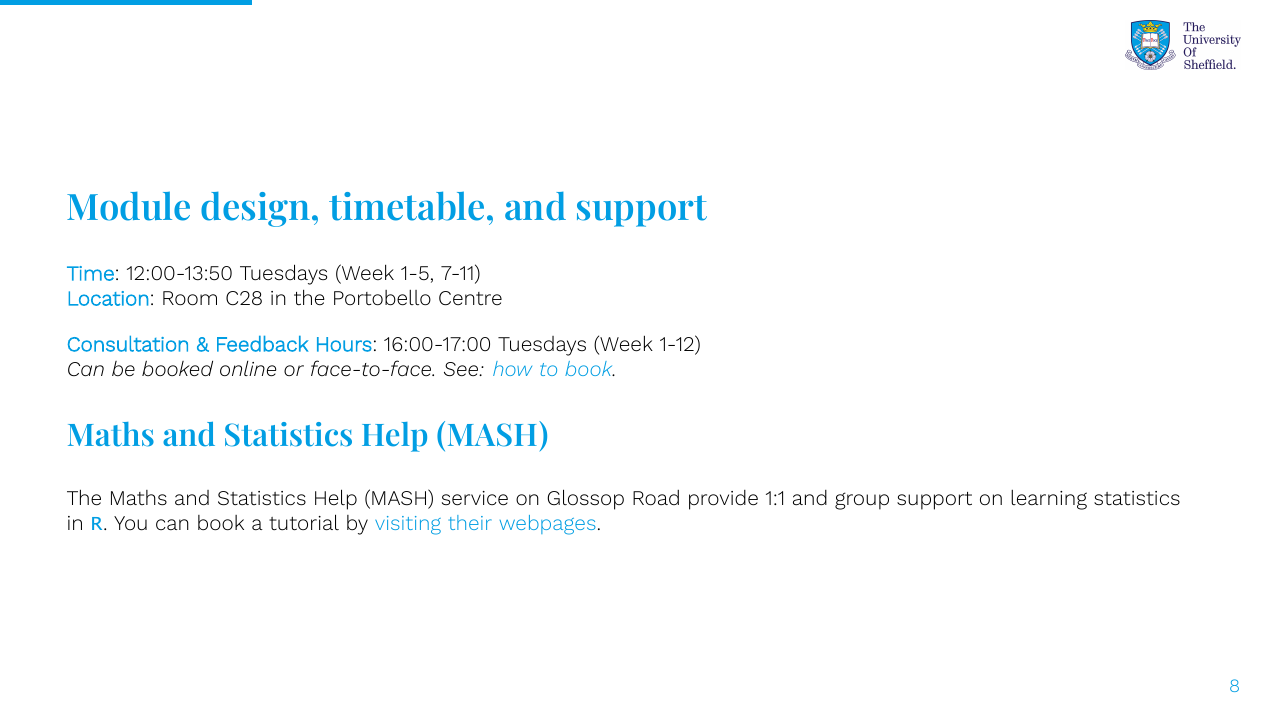 The
University
Of
Sheffield.
Module design, timetable, and support
Time: 12:00-13:50 Tuesdays (Week 1-5, 7-11)
Location: Room C28 in the Portobello Centre
Consultation & Feedback Hours: 16:00-17:00 Tuesdays (Week 1-12)
Can be booked online or face-to-face. See: how to book.
Maths and Statistics Help (MASH)
The Maths and Statistics Help (MASH) service on Glossop Road provide 1:1 and group support on learning statistics
in R. You can book a tutorial by visiting their webpages.
8